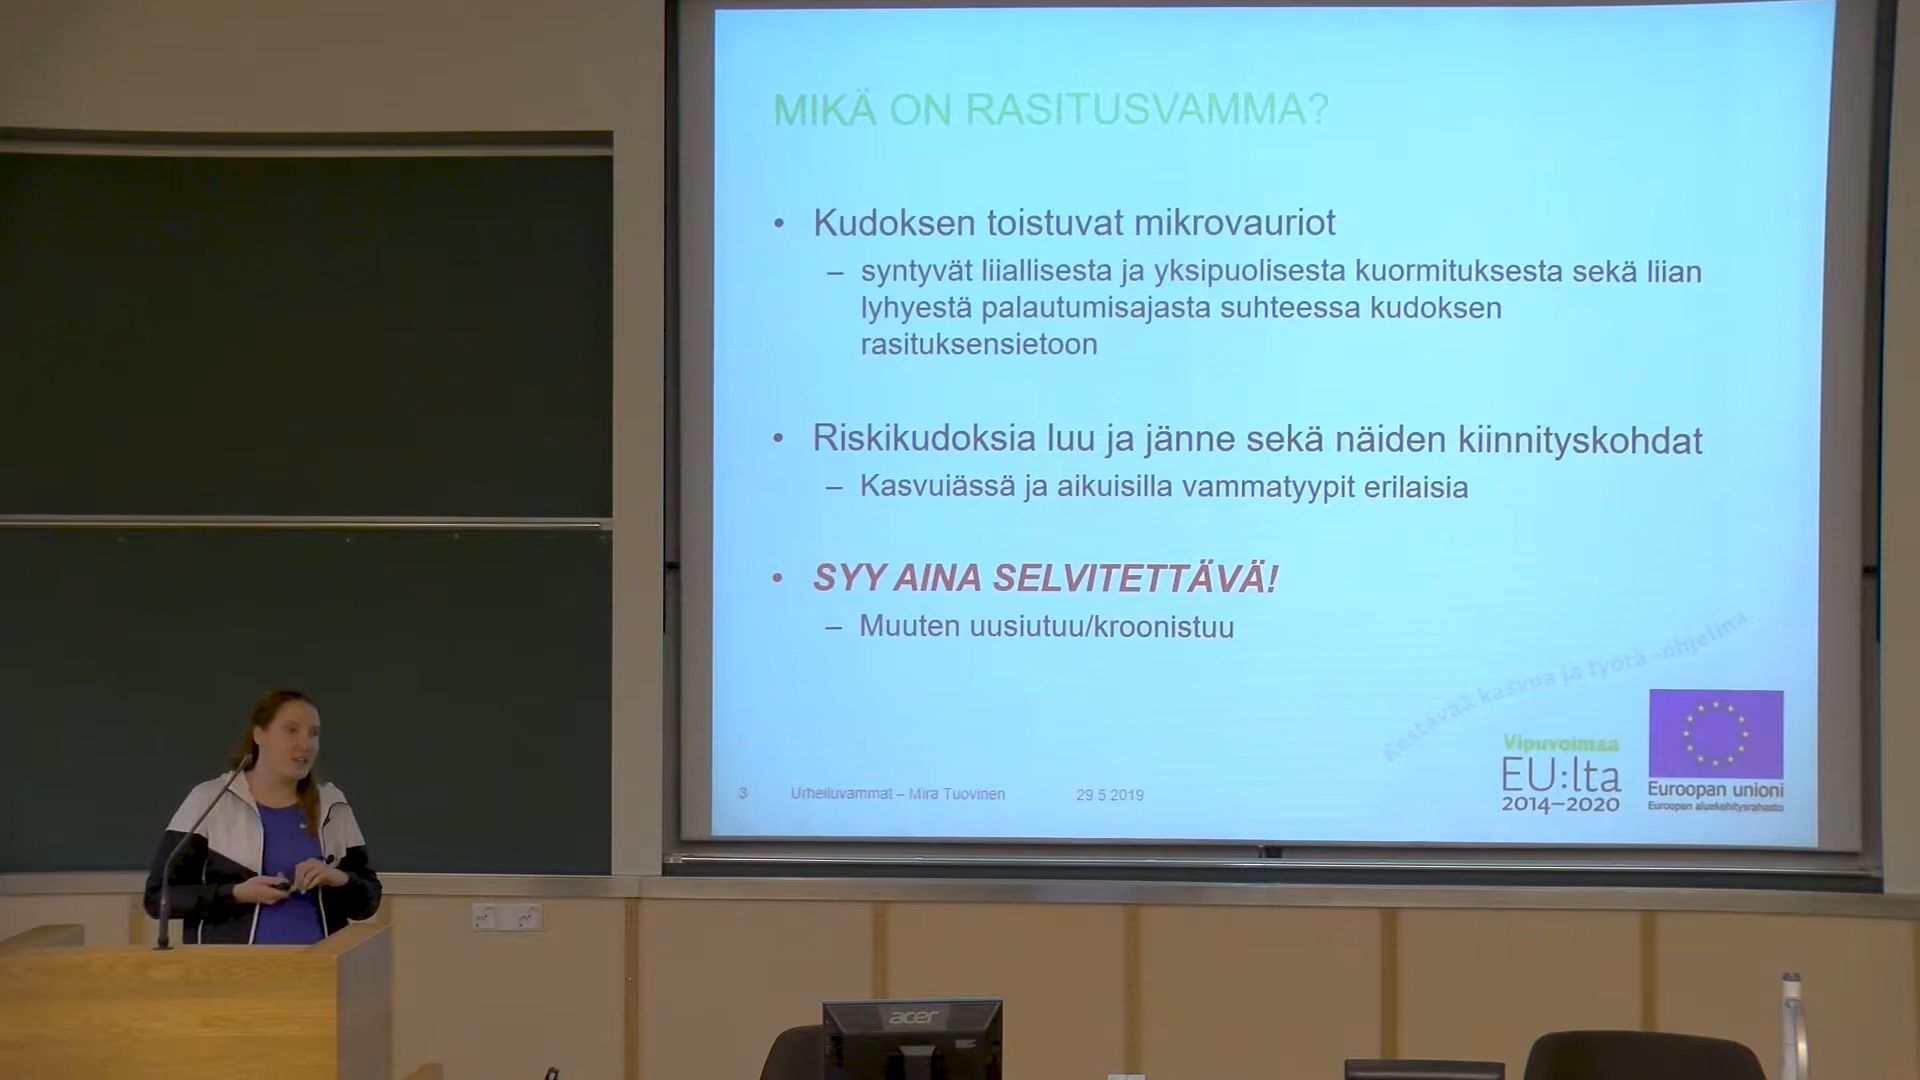 MIKÄ ON RASITUSVAMMA?
• Kudoksen toistuvat mikrovauriot
– syntyvät liiallisesta ja yksipuolisesta kuormituksesta sekä liian
lyhyestä palautumisajasta suhteessa kudoksen
rasituksensietoon
• Riskikudoksia luu ja jänne sekä näiden kiinnityskohdat
– Kasvuiässä ja aikuisilla vammatyypit erilaisia
• SYY AINA SELVITETTÄVÄ!
– Muuten uusiutuu/kroonistuu
Kestävää kasvua ja työtä -ohjelma
Vipuvoimaa
EU:lta
2014–2020
Euroopan unioni
Euroopan aluekehitysrahasto
3 Urheiluvammat – Mira Tuovinen 29 5 2019
acer